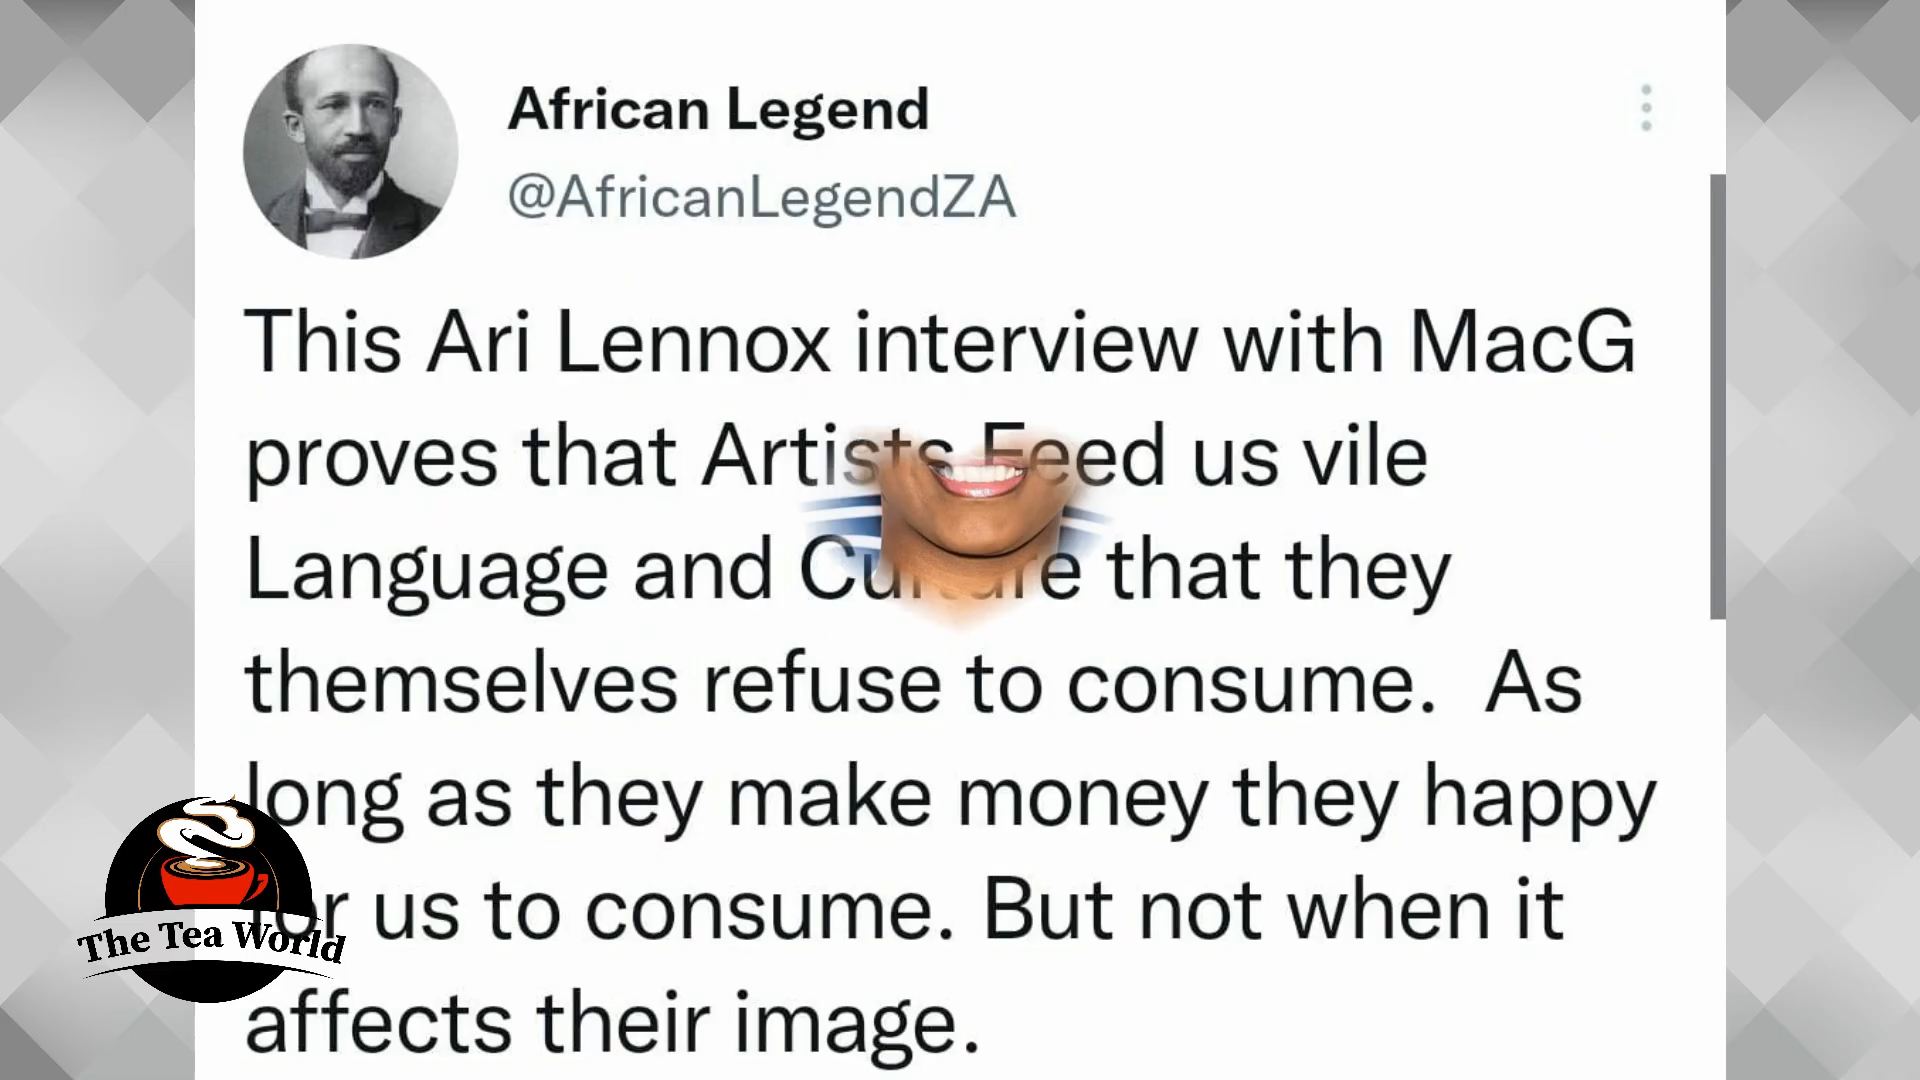 African Legend
@AfricanLegendZA
This Ari Lennox interview with MacG
proves that Artists Feed us vile
Language and Culture that they
themselves refuse to consume. As
long as they make money they happy
for us to consume. But not when it
affects their image.
The Tea World